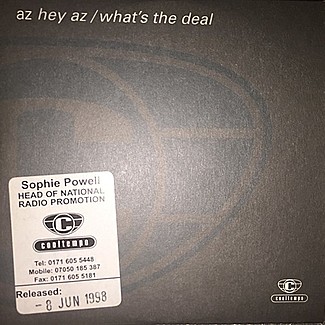 az hey az / what's the deal
Sophie Powell
HEAD OF NATIONAL
RADIO PROMOTION
C
cooltempo
Tel: 0171 605 5448
Mobile: 07050 185 387
Fax: 0171 605 5181
Released:
- 8 JUN 1998
C
cooltempo